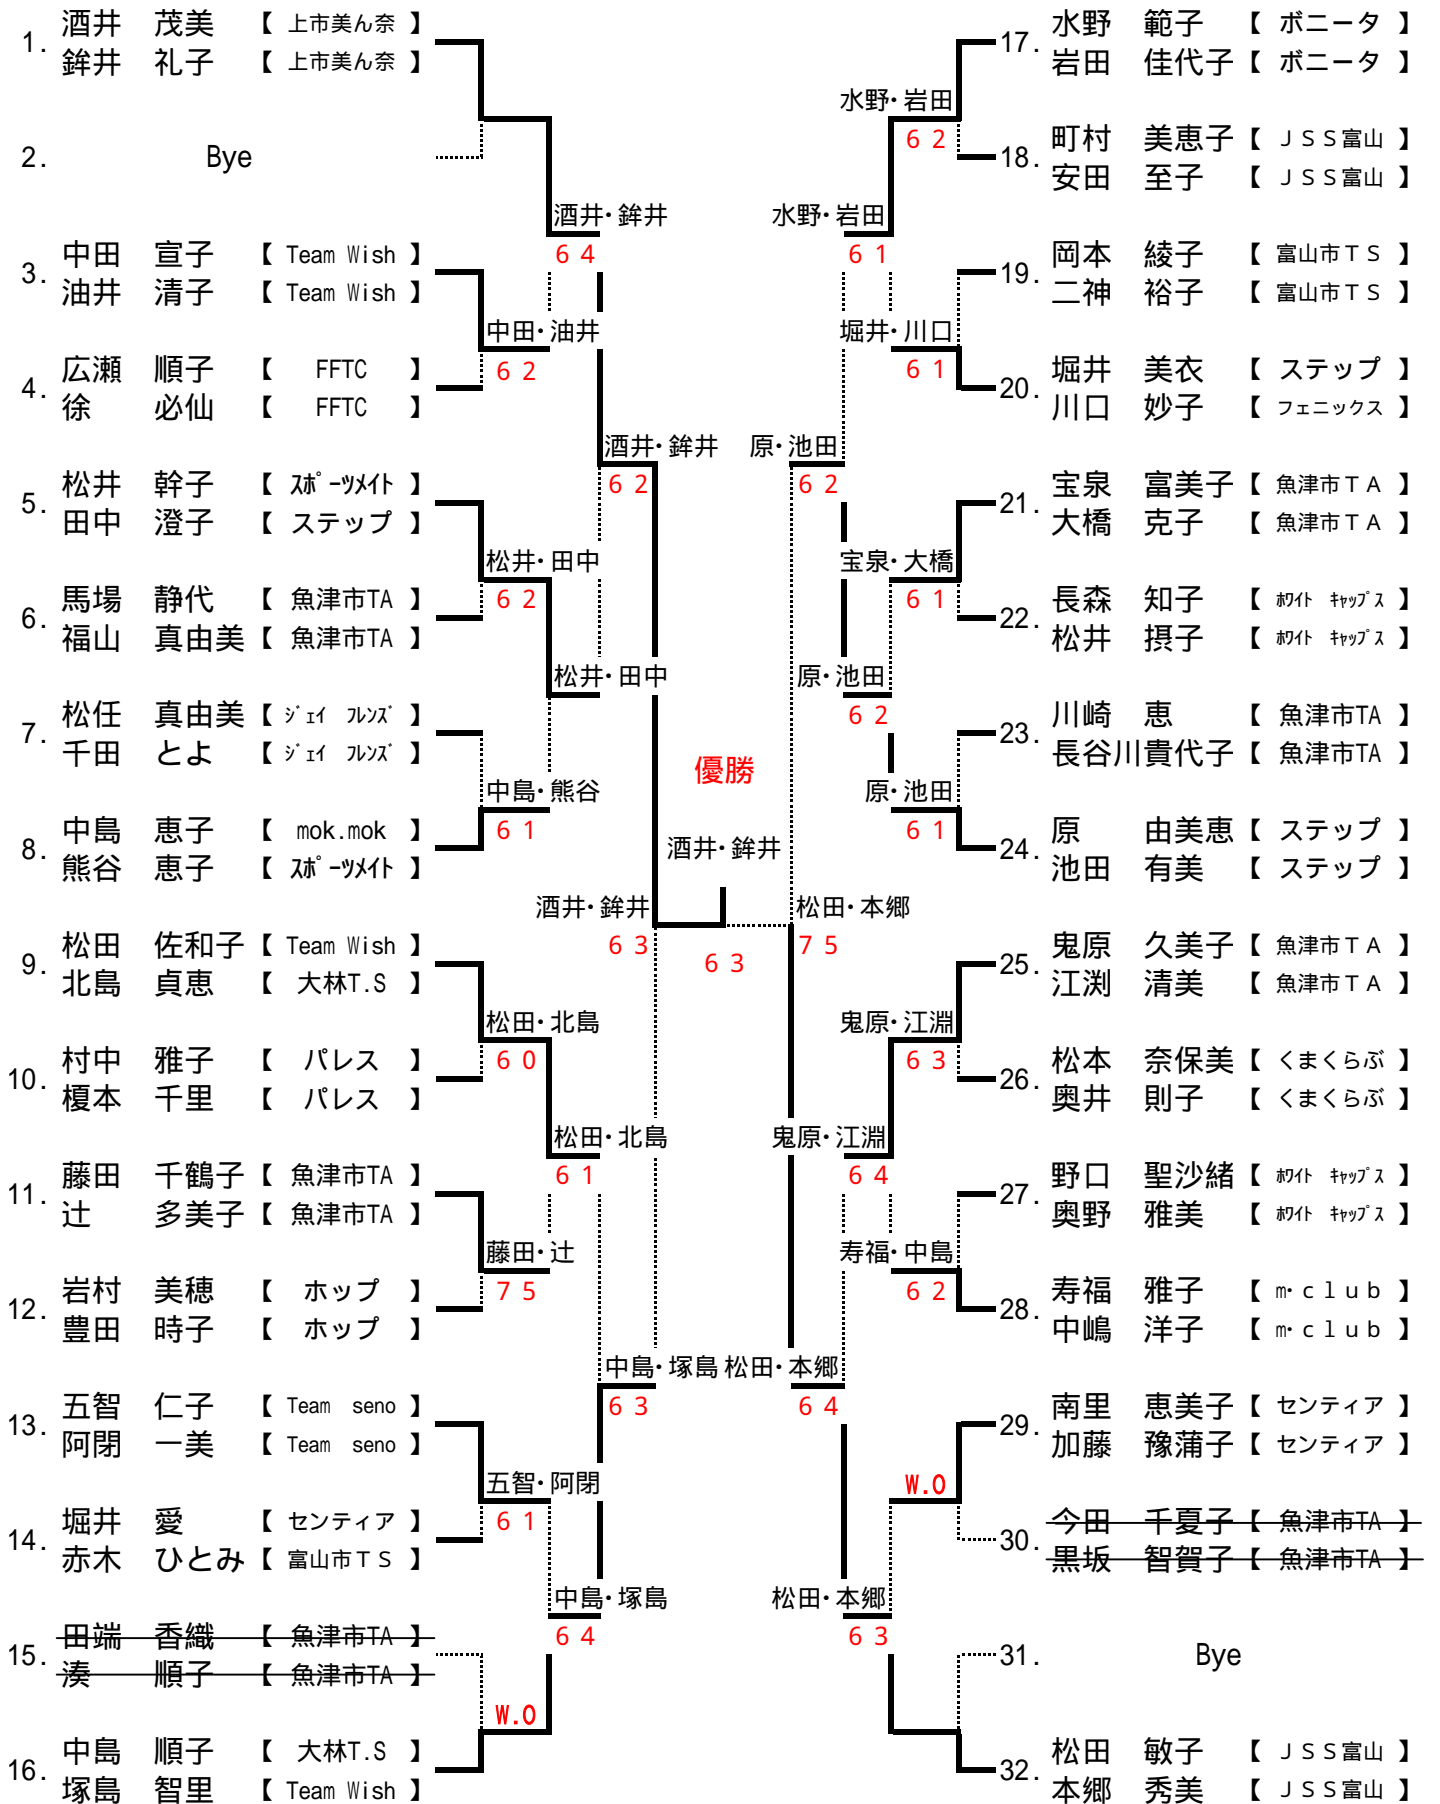 1. 酒井 茂美 【 上市美ん奈 】
鉾井 礼子 【 上市美ん奈 】
2. Bye
3. 中田 宣子 【 Team Wish 】
油井 清子 【 Team Wish 】
4. 広瀬 順子 【 FFTC 】
徐 必仙 【 FFTC 】
5. 松井 幹子 【 ｽﾎﾟｰﾂﾒｲﾄ 】
田中 澄子 【 ステップ 】
6. 馬場 静代 【 魚津市TA 】
福山 真由美 【 魚津市TA 】
7. 松任 真由美 【 ｼﾞｪｲ ﾌﾚﾝｽﾞ 】
千田 とよ 【 ｼﾞｪｲ ﾌﾚﾝｽﾞ 】
8. 中島 恵子 【 mok.mok 】
熊谷 恵子 【 ｽﾎﾟｰﾂﾒｲﾄ 】
9. 松田 佐和子 【 Team Wish 】
北島 貞恵 【 大林T.S 】
10. 村中 雅子 【 パレス 】
榎本 千里 【 パレス 】
11. 藤田 千鶴子 【 魚津市TA 】
辻 多美子 【 魚津市TA 】
12. 岩村 美穂 【 ホップ 】
豊田 時子 【 ホップ 】
13. 五智 仁子 【 Team seno 】
阿閉 一美 【 Team seno 】
14. 堀井 愛 【 センティア 】
赤木 ひとみ 【 富山市ＴＳ 】
15. 田端 香織 【 魚津市TA 】
湊 順子 【 魚津市TA 】
16. 中島 順子 【 大林T.S 】
塚島 智里 【 Team Wish 】
中田・油井
6 2
松井・田中
6 2
中島・熊谷
6 1
松田・北島
6 0
藤田・辻
7 5
五智・阿閉
6 1
W.O
酒井・鉾井
6 4
松井・田中
松田・北島
6 1
中島・塚島
6 4
酒井・鉾井
6 2
中島・塚島
6 3
酒井・鉾井
6 3
優勝
酒井・鉾井
6 3
松田・本郷
7 5
原・池田
6 2
松田・本郷
6 4
水野・岩田
6 1
原・池田
6 2
鬼原・江淵
6 4
松田・本郷
6 3
水野・岩田
6 2
堀井・川口
6 1
宝泉・大橋
6 1
原・池田
6 1
鬼原・江淵
6 3
寿福・中島
6 2
W.O
17. 水野 範子 【 ボニータ 】
岩田 佳代子 【 ボニータ 】
18. 町村 美恵子 【 ＪＳＳ富山 】
安田 至子 【 ＪＳＳ富山 】
19. 岡本 綾子 【 富山市ＴＳ 】
二神 裕子 【 富山市ＴＳ 】
20. 堀井 美衣 【 ステップ 】
川口 妙子 【 フェニックス 】
21. 宝泉 富美子 【 魚津市ＴＡ 】
大橋 克子 【 魚津市ＴＡ 】
22. 長森 知子 【 ﾎﾜｲﾄ ｷｬｯﾌﾟｽ 】
松井 摂子 【 ﾎﾜｲﾄ ｷｬｯﾌﾟｽ 】
23. 川崎 恵 【 魚津市TA 】
長谷川貴代子 【 魚津市TA 】
24. 原 由美恵 【 ステップ 】
池田 有美 【 ステップ 】
25. 鬼原 久美子 【 魚津市ＴＡ 】
江渕 清美 【 魚津市ＴＡ 】
26. 松本 奈保美 【 くまくらぶ 】
奥井 則子 【 くまくらぶ 】
27. 野口 聖沙緒 【 ﾎﾜｲﾄ ｷｬｯﾌﾟｽ 】
奥野 雅美 【 ﾎﾜｲﾄ ｷｬｯﾌﾟｽ 】
28. 寿福 雅子 【 m・ｃｌｕｂ 】
中嶋 洋子 【 m・ｃｌｕｂ 】
29. 南里 恵美子 【 センティア 】
加藤 豫蒲子 【 センティア 】
30. 今田 千夏子 【 魚津市TA 】
黒坂 智賀子 【 魚津市TA 】
31. Bye
32. 松田 敏子 【 ＪＳＳ富山 】
本郷 秀美 【 ＪＳＳ富山 】